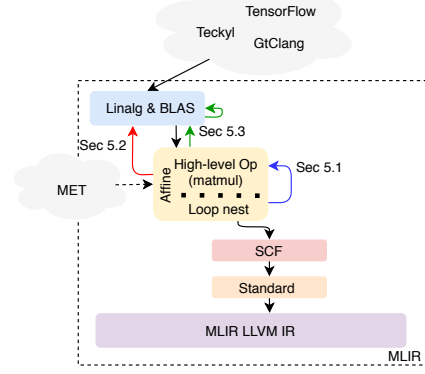 TensorFlow
Teckyl
GtClang
Linalg & BLAS
Sec 5.2
Sec 5.3
Affine
High-level Op
(matmul)
Loop nest
Sec 5.1
MET
SCF
Standard
MLIR LLVM IR
MLIR